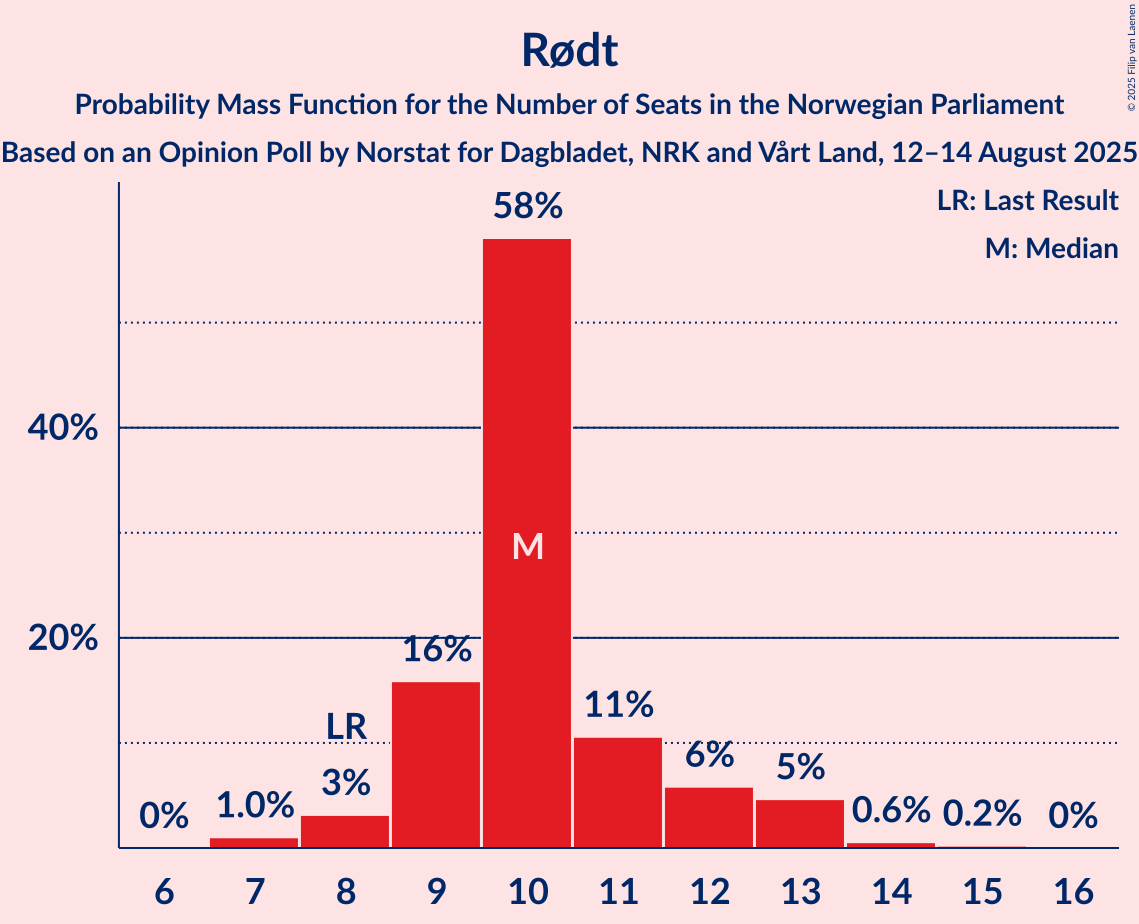 Rødt
Probability Mass Function for the Number of Seats in the Norwegian Parliament
Based on an Opinion Poll by Norstat for Dagbladet, NRK and Vårt Land, 12–14 August 2025
© 2025 Filip van Laenen
LR: Last Result
M: Median
58%
40%
M
20%
16%
11%
LR
6%
5%
3%
1.0%
0%
0.6%
0.2%
0%
6 7 8 9 10 11 12 13 14 15 16